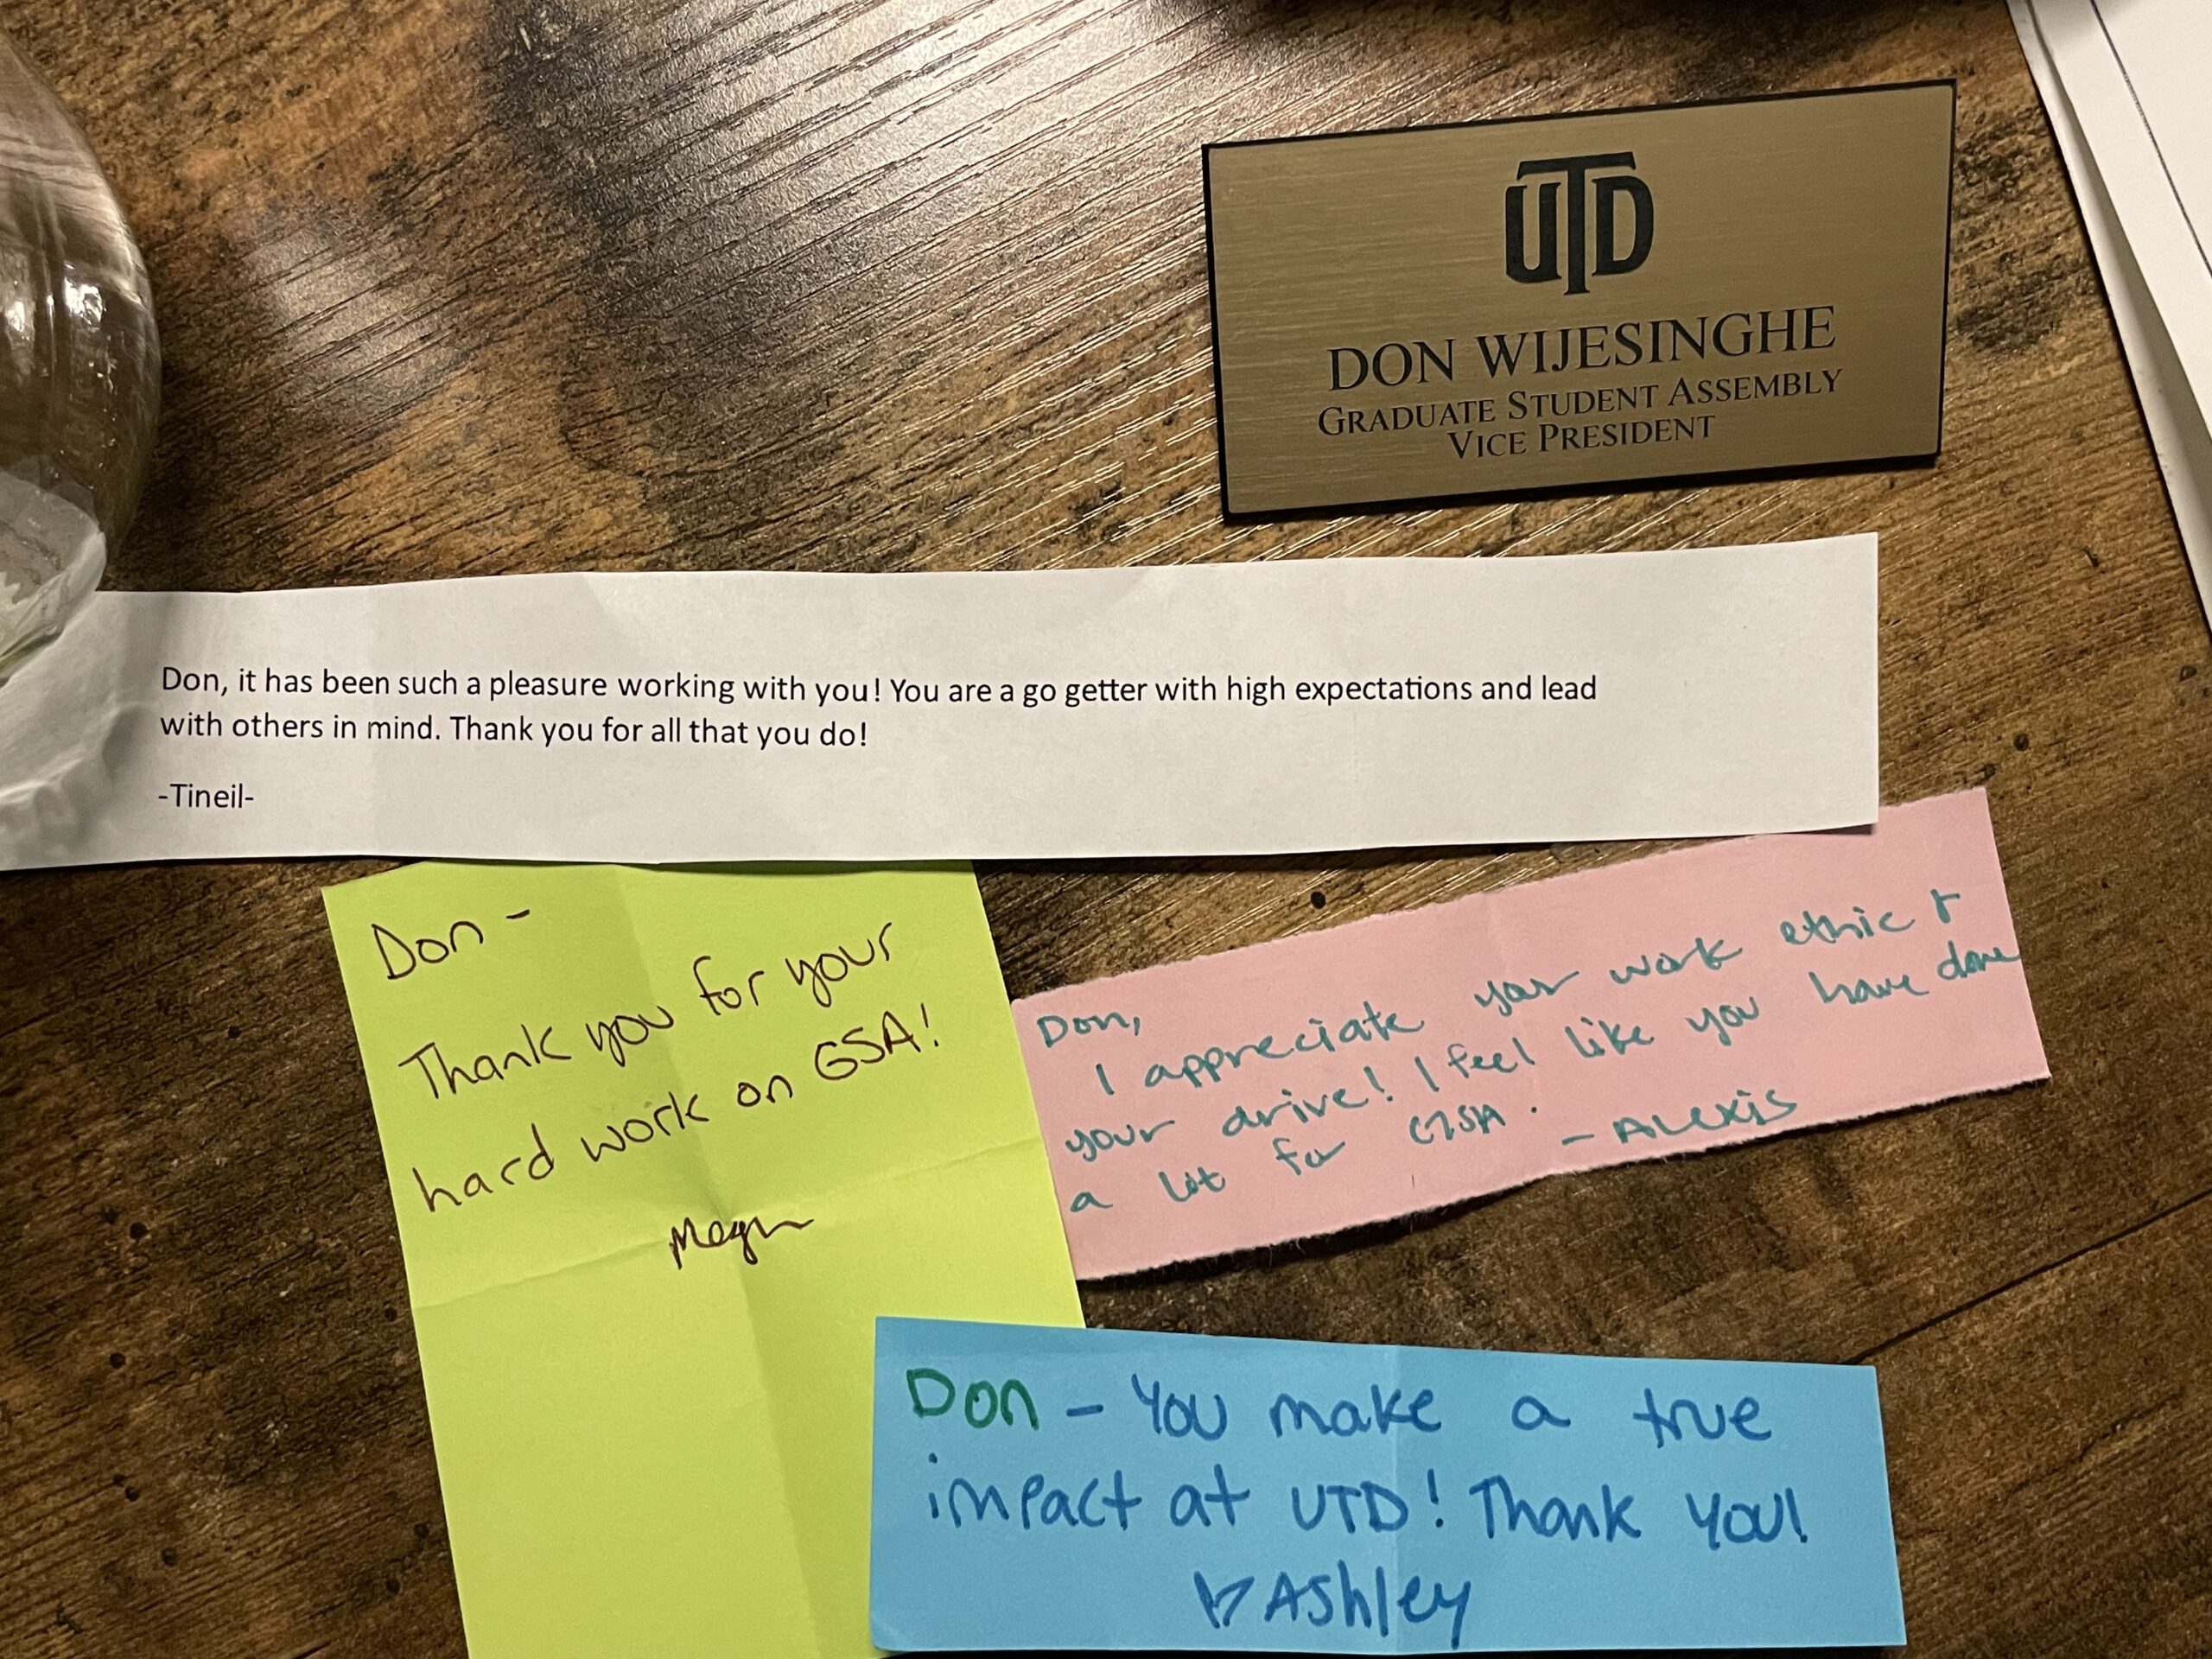 UTD
DON WIJESINGHE
GRADUATE STUDENT ASSEMBLY
VICE PRESIDENT
Don, it has been such a pleasure working with you! You are a go getter with high expectations and lead
with others in mind. Thank you for all that you do!
-Tineil-
Don -
Thank you for your
hard work on GSA!
Don,
I appreciate your work ethic &
your drive! I feel like you have done
a lot for GSA.
- ALEXIS
Don - You make a true
impact at UTD! Thank you!
Ashley